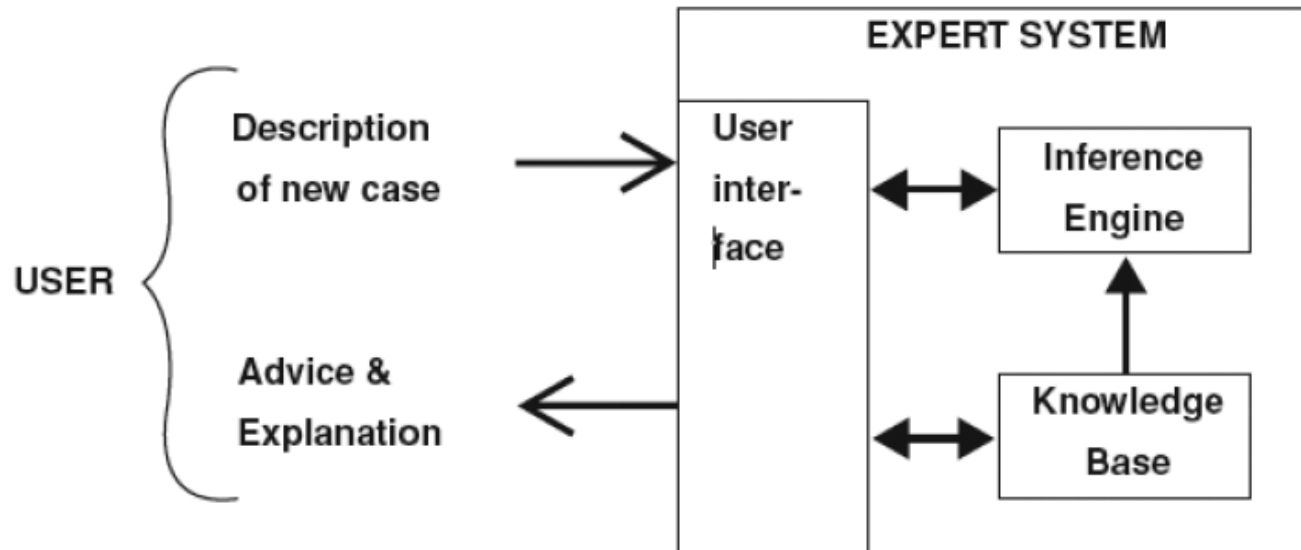 EXPERT SYSTEM
USER
Description
of new case
Advice &
Explanation
User
inter-
face
Inference
Engine
Knowledge
Base